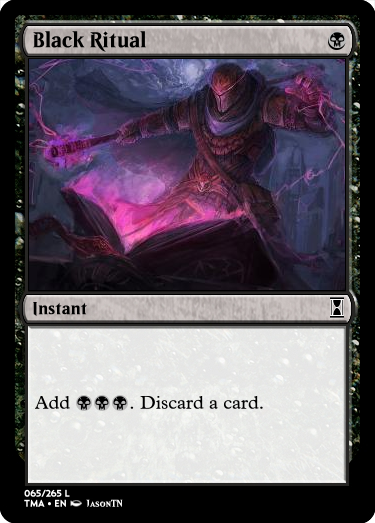 Black Ritual
Instant
Add. Discard a card.
065/265 L
TMA • EN JASONTN